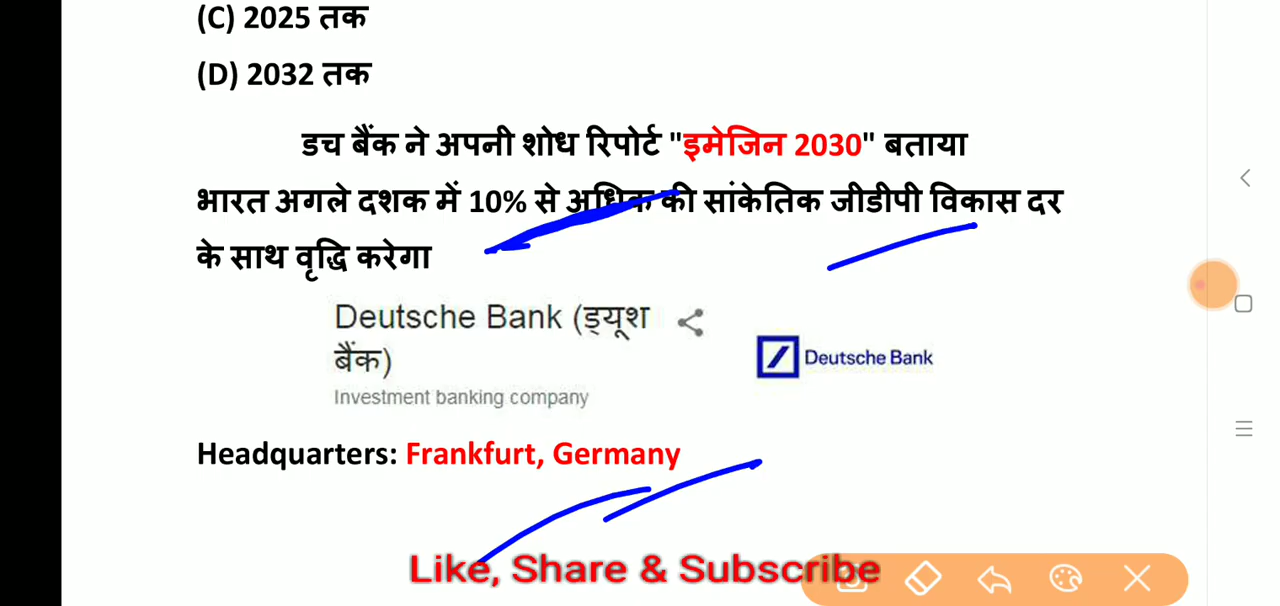 (C) 2025 तक
(D) 2032 तक
डच बैंक ने अपनी शोध रिपोर्ट "इमेजिन 2030" बताया
भारत अगले दशक में 10% से अधिक की सांकेतिक जीडीपी विकास दर
के साथ वृद्धि करेगा
Deutsche Bank (ड्यूश
बैंक)
Investment banking company
Deutsche Bank
Headquarters: Frankfurt, Germany
Like, Share & Subscribe